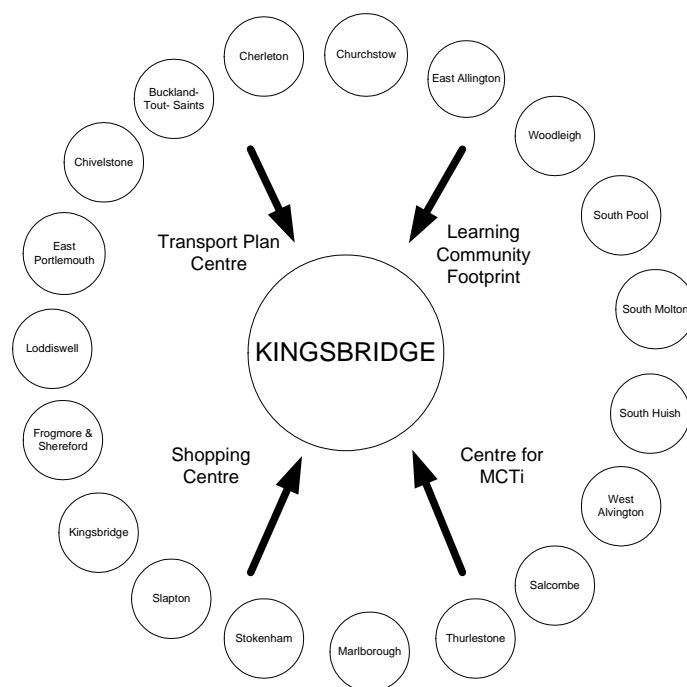 Cherleton
Churchstow
East Allington
Buckland-
Tout- Saints
Woodleigh
Chivelstone
South Pool
East
Portlemouth
Transport Plan
Centre
Learning
Community
Footprint
South Molton
Loddiswell
KINGSBRIDGE
South Huish
Frogmore &
Shereford
Shopping
Centre
Centre for
MCTi
West
Alvington
Kingsbridge
Salcombe
Slapton
Stokenham
Marlborough
Thurlestone